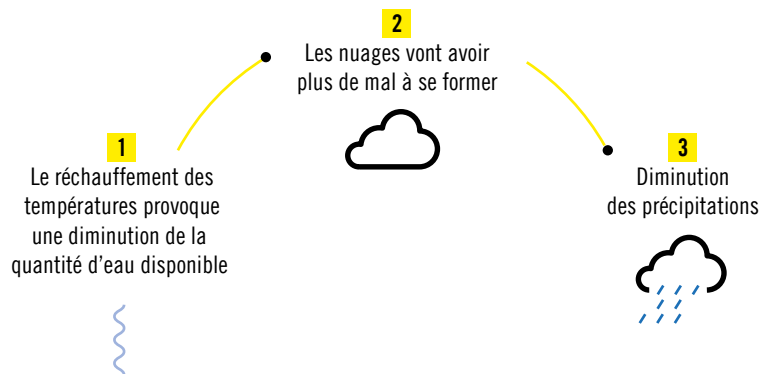 1
Le réchauffement des
températures provoque
une diminution de la
quantité d'eau disponible
2
Les nuages vont avoir
plus de mal à se former
3
Diminution
des précipitations